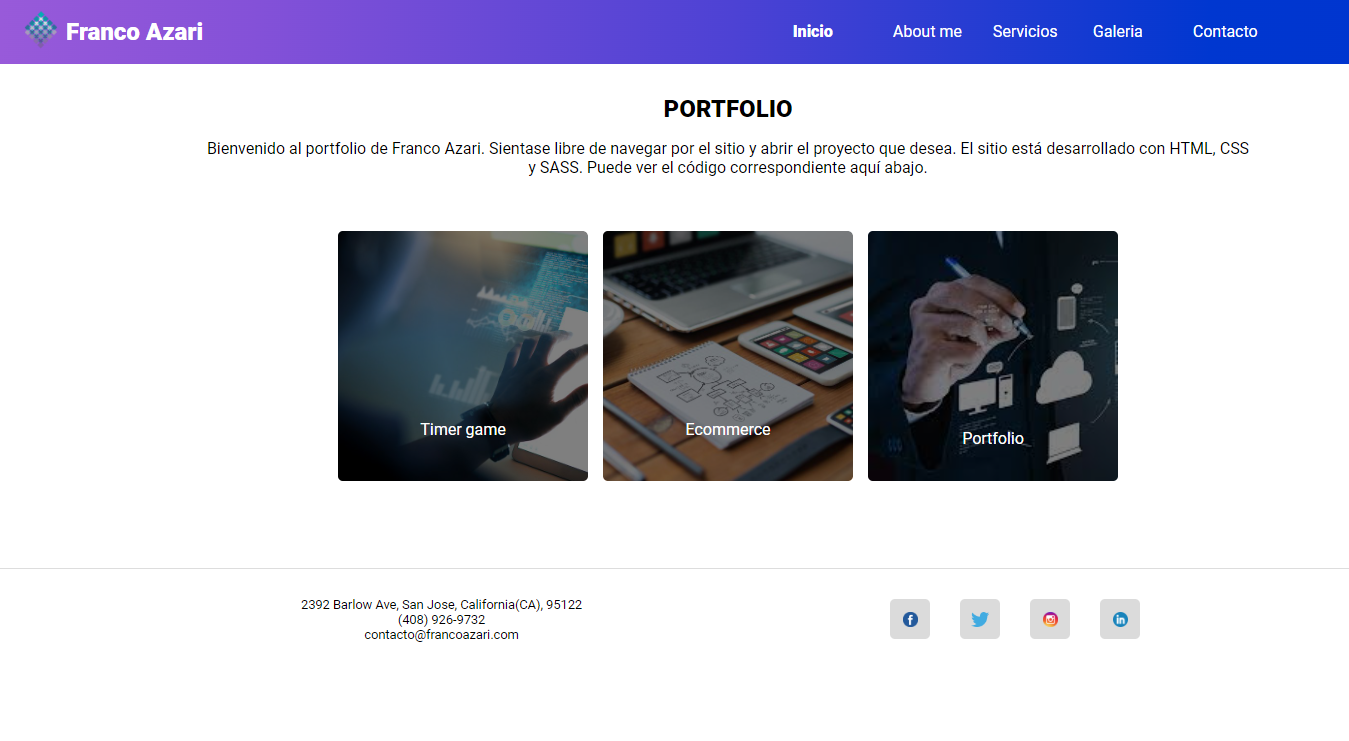 Franco Azari
Inicio About me Servicios Galeria Contacto
PORTFOLIO
Bienvenido al portfolio de Franco Azari. Sientase libre de navegar por el sitio y abrir el proyecto que desea. El sitio está desarrollado con HTML, CSS
y SASS. Puede ver el código correspondiente aquí abajo.
Timer game
Ecommerce
Portfolio
2392 Barlow Ave, San Jose, California(CA), 95122
(408) 926-9732
contacto@francoazari.com